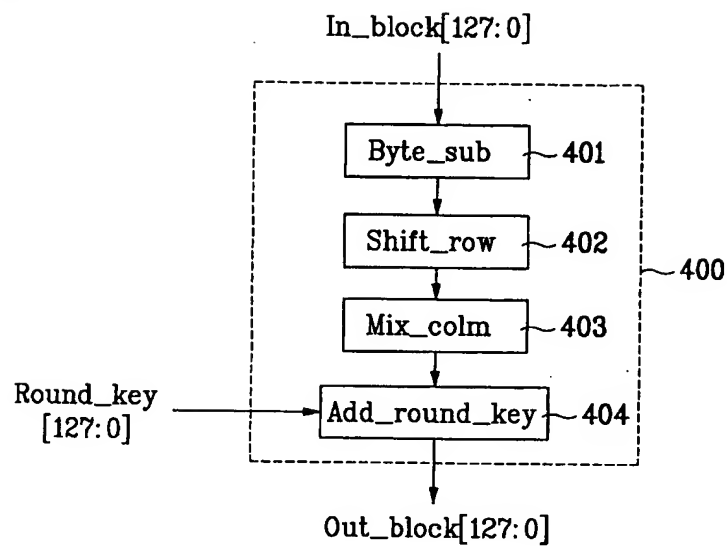 In_block[127:0]
Byte_sub 401
Shift_row 402
400
Mix_colm 403
Round_key
[127:0]
Add_round_key 404
Out_block[127:0]